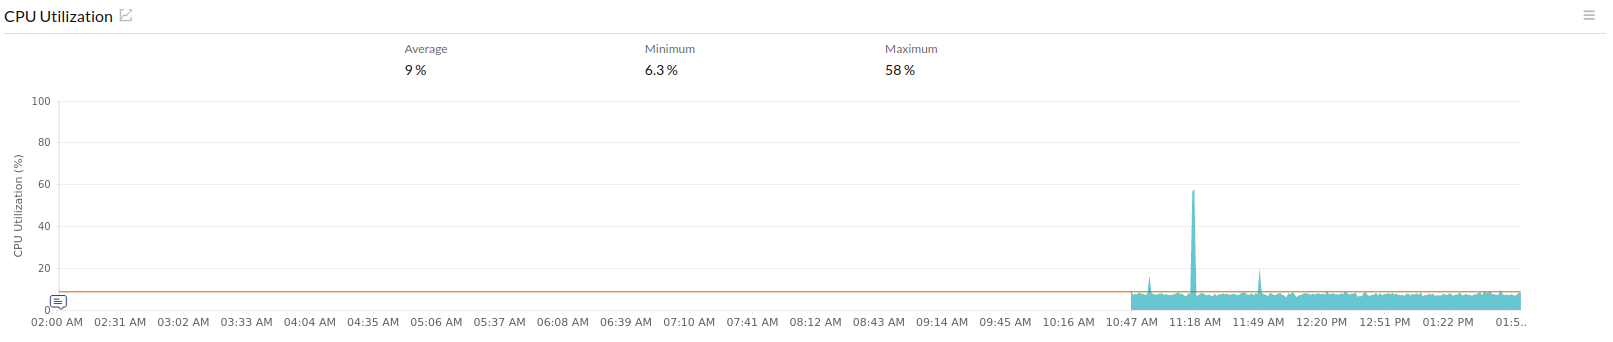 CPU Utilization
Average Minimum Maximum
9 % 6.3 % 58 %
100
80
60
40
20
0
CPU Utilization (%)
02:00 AM 02:31 AM 03:02 AM 03:33 AM 04:04 AM 04:35 AM 05:06 AM 05:37 AM 06:08 AM 06:39 AM 07:10 AM 07:41 AM 08:12 AM 08:43 AM 09:14 AM 09:45 AM 10:16 AM 10:47 AM 11:18 AM 11:49 AM 12:20 PM 12:51 PM 01:22 PM 01:5..